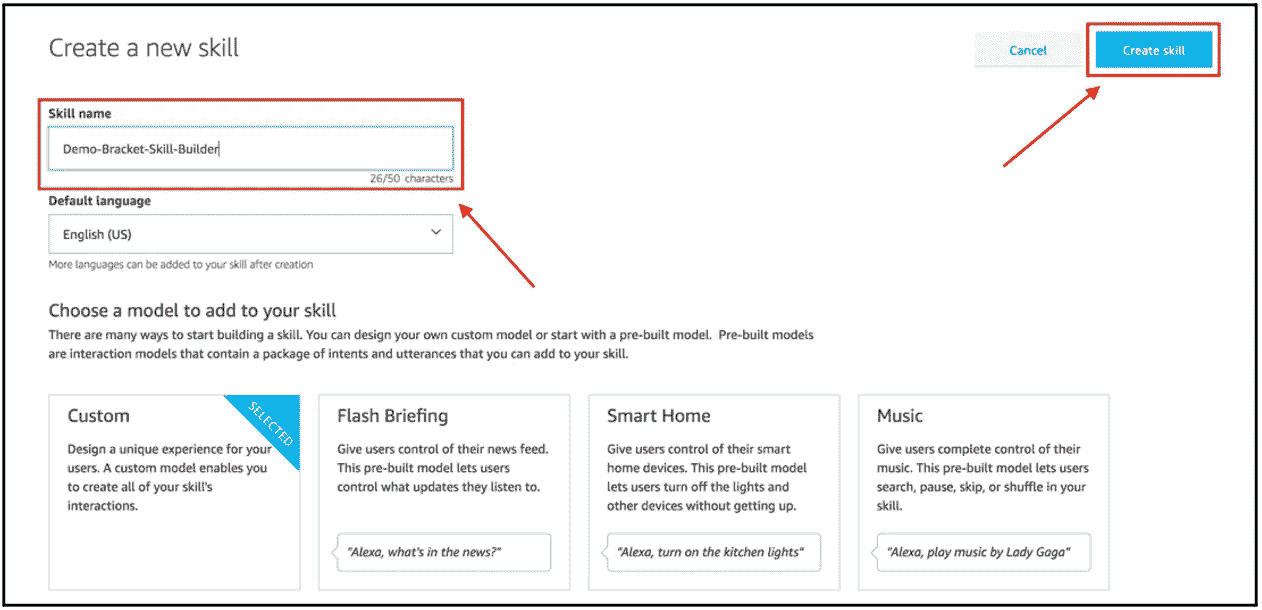 Create a new skill
Cancel
Create skill
Skill name
Demo-Bracket-Skill-Builder
26/50 characters
Default language
English (US)
More languages can be added to your skill after creation
Choose a model to add to your skill
There are many ways to start building a skill. You can design your own custom model or start with a pre-built model. Pre-built models
are interaction models that contain a package of intents and utterances that you can add to your skill.
Custom
SELECTED
Design a unique experience for your
users. A custom model enables you
to create all of your skill's
interactions.
Flash Briefing
Give users control of their news feed.
This pre-built model lets users
control what updates they listen to.
"Alexa, what's in the news?"
Smart Home
Give users control of their smart
home devices. This pre-built model
lets users turn off the lights and
other devices without getting up.
"Alexa, turn on the kitchen lights"
Music
Give users complete control of their
music. This pre-built model lets users
search, pause, skip, or shuffle in your
skill.
"Alexa, play music by Lady Gaga"